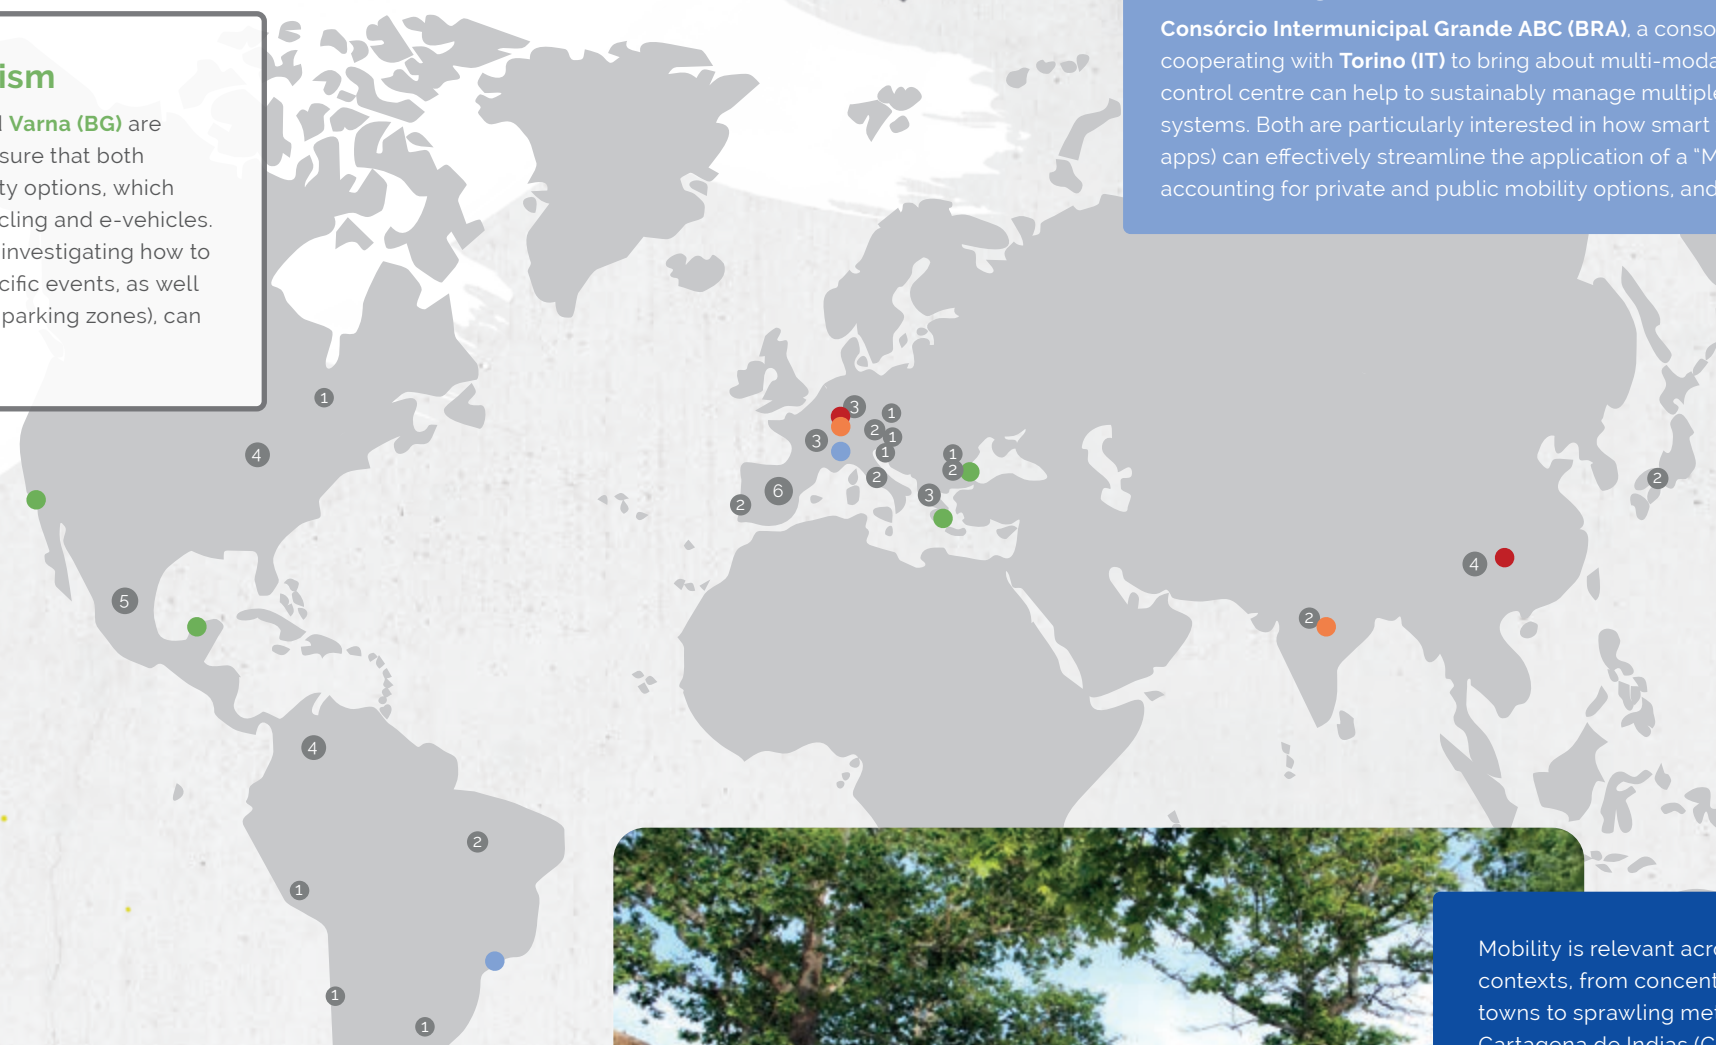 ism
Varna (BG) are
sure that both
ty options, which
cling and e-vehicles.
investigating how to
cific events, as well
parking zones), can
Consórcio Intermunicipal Grande ABC (BRA), a conso
cooperating with Torino (IT) to bring about multi-moda
control centre can help to sustainably manage multiple
systems. Both are particularly interested in how smart
apps) can effectively streamline the application of a “M
accounting for private and public mobility options, and
1
4
5
4
2
1
1
1
3
1
3
2
1
1
1
2
2
6
2
3
2
4
2
Mobility is relevant acro
contexts, from concent
towns to sprawling met
Cartagena de Indias (C